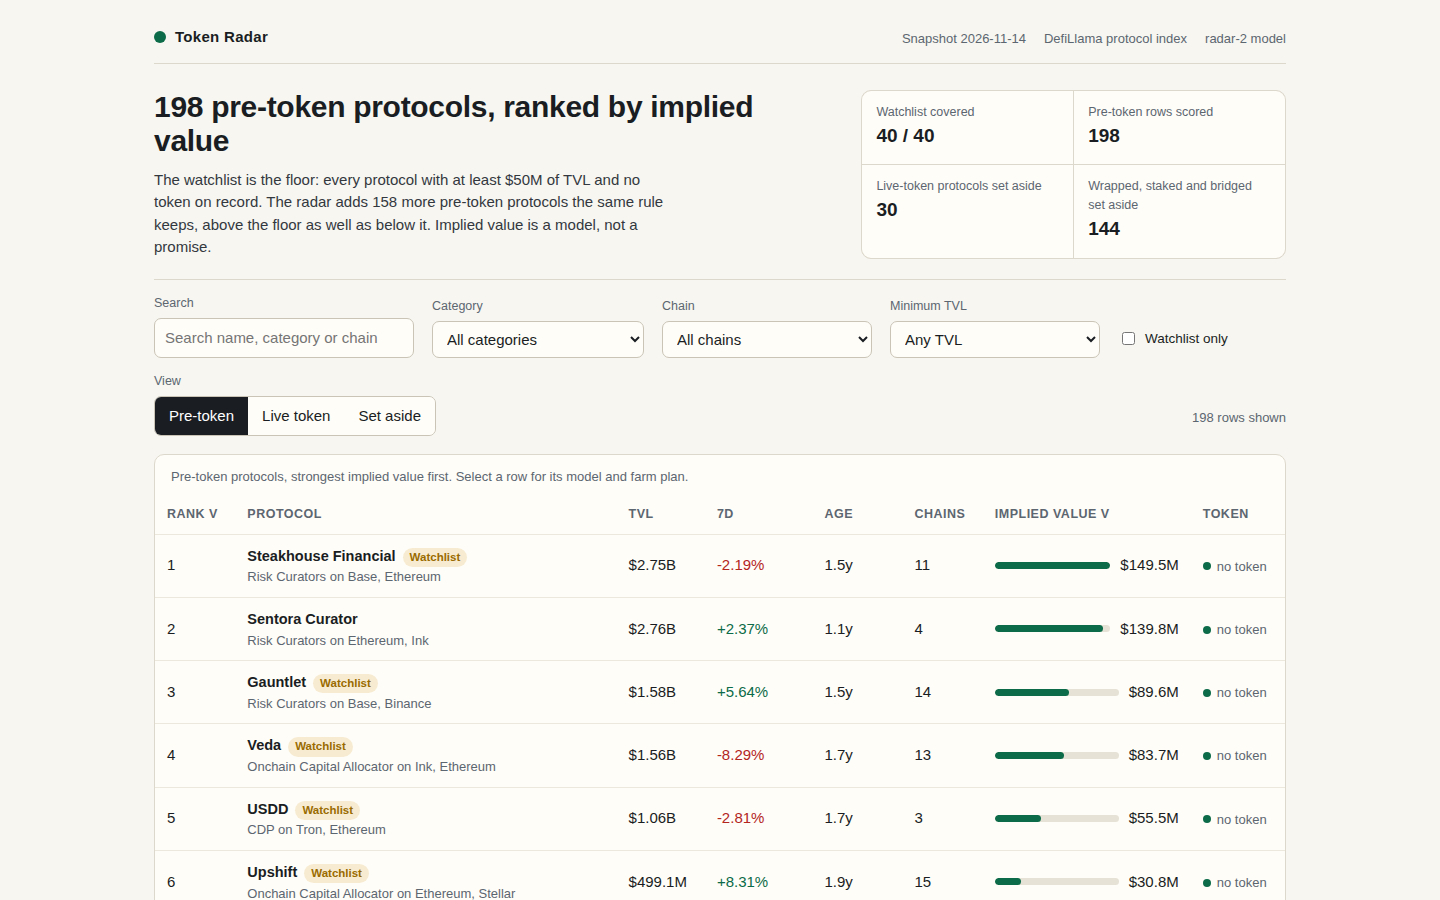 Token Radar
Snapshot 2026-11-14 DefiLlama protocol index radar-2 model
198 pre-token protocols, ranked by implied
value
The watchlist is the floor: every protocol with at least $50M of TVL and no
token on record. The radar adds 158 more pre-token protocols the same rule
keeps, above the floor as well as below it. Implied value is a model, not a
promise.
Watchlist covered
40 / 40
Pre-token rows scored
198
Live-token protocols set aside
30
Wrapped, staked and bridged
set aside
144
Search
Search name, category or chain
Category
All categories
Chain
All chains
Minimum TVL
Any TVL
Watchlist only
View
Pre-token Live token Set aside
198 rows shown
Pre-token protocols, strongest implied value first. Select a row for its model and farm plan.
RANK V PROTOCOL TVL 7D AGE CHAINS IMPLIED VALUE V TOKEN
1 Steakhouse Financial Watchlist $2.75B -2.19% 1.5y 11 $149.5M no token
Risk Curators on Base, Ethereum
2 Sentora Curator $2.76B +2.37% 1.1y 4 $139.8M no token
Risk Curators on Ethereum, Ink
3 Gauntlet Watchlist $1.58B +5.64% 1.5y 14 $89.6M no token
Risk Curators on Base, Binance
4 Veda Watchlist $1.56B -8.29% 1.7y 13 $83.7M no token
Onchain Capital Allocator on Ink, Ethereum
5 USDD Watchlist $1.06B -2.81% 1.7y 3 $55.5M no token
CDP on Tron, Ethereum
6 Upshift Watchlist $499.1M +8.31% 1.9y 15 $30.8M no token
Onchain Capital Allocator on Ethereum, Stellar